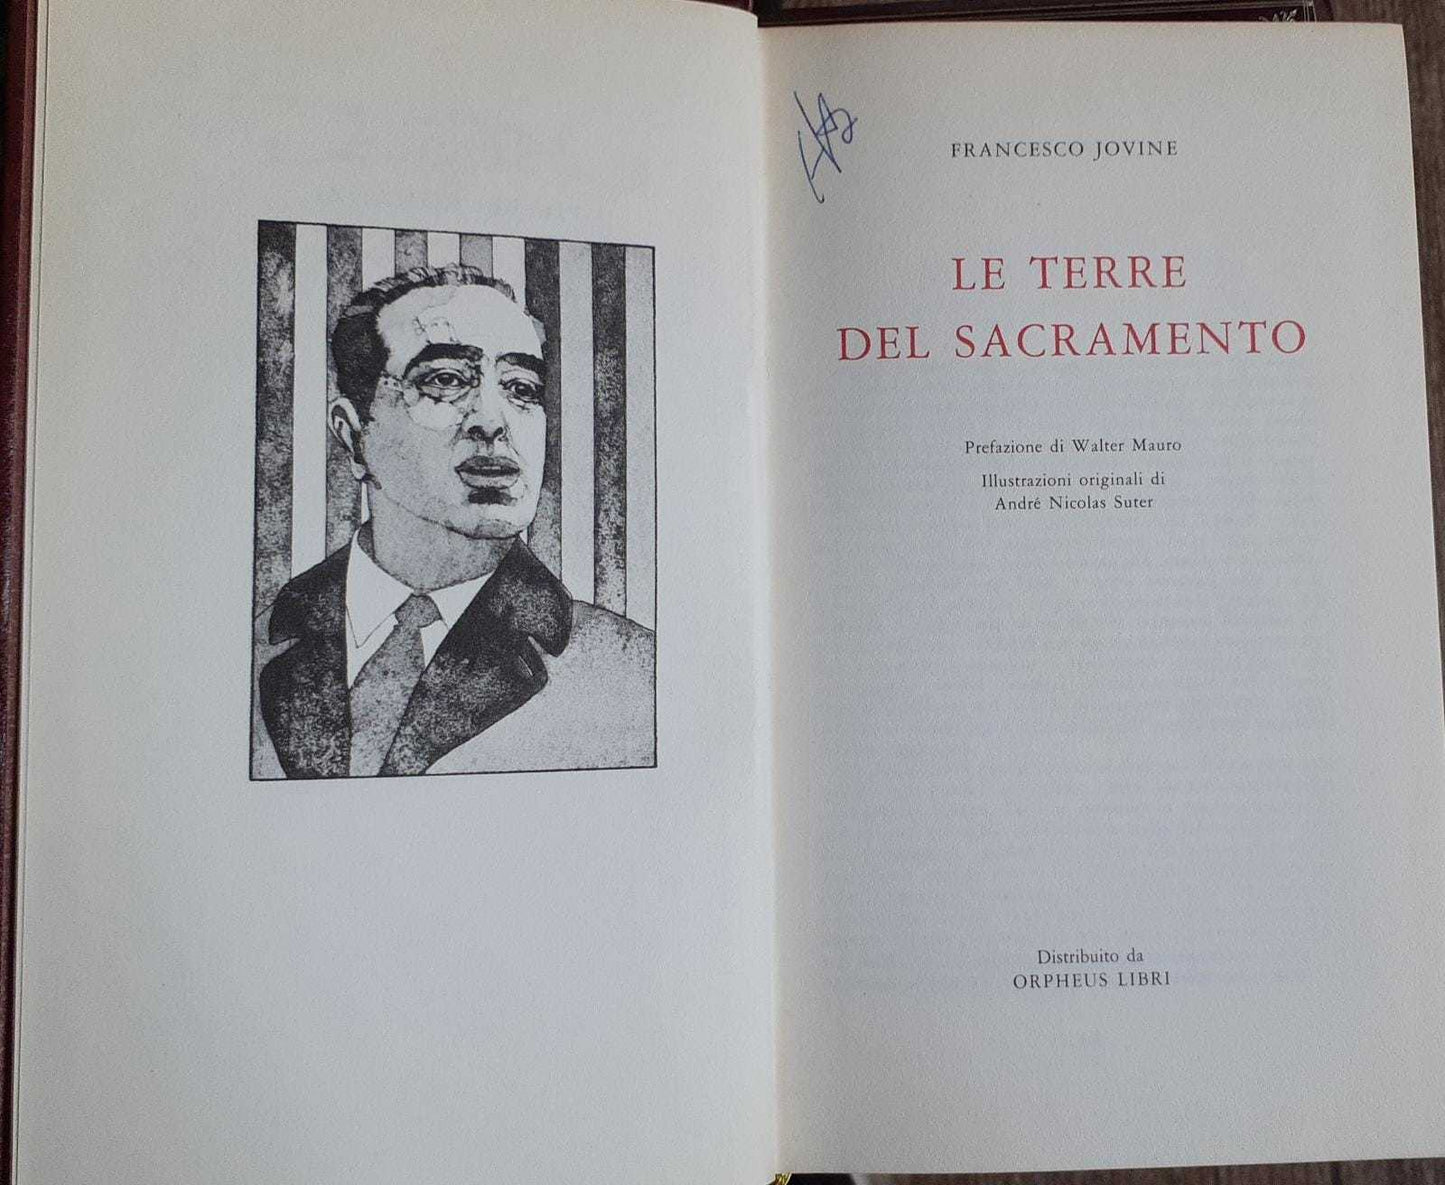 FRANCESCO JOVINE
LE TERRE
DEL SACRAMENTO
Prefazione di Walter Mauro
Illustrazioni originali di
André Nicolas Suter
Distribuito da
ORPHEUS LIBRI